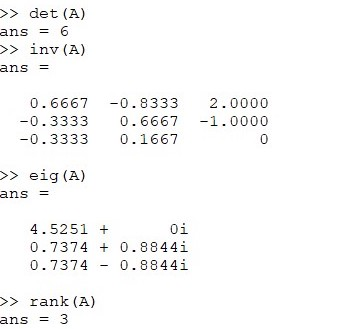 >> det(A)
ans = 6
>> inv(A)
ans =
0.6667 -0.8333 2.0000
-0.3333 0.6667 -1.0000
-0.3333 0.1667 0
>> eig(A)
ans =
4.5251 + 0i
0.7374 + 0.8844i
0.7374 - 0.8844i
>> rank(A)
ans = 3